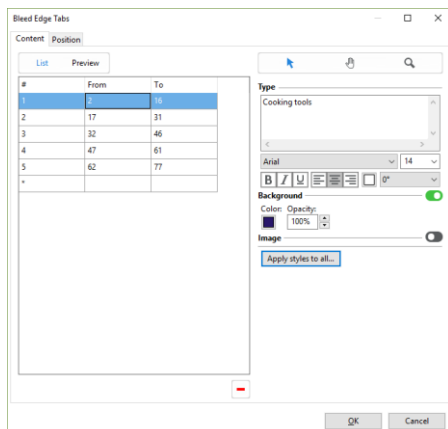 Bleed Edge Tabs
Content Position
List Preview
Type
# From To
1 2 16
2 17 31
3 32 46
4 47 61
5 62 77
*
Cooking tools
Arial 14
B I U 0°
Background
Color: Opacity:
100%
Image
Apply styles to all...
OK Cancel